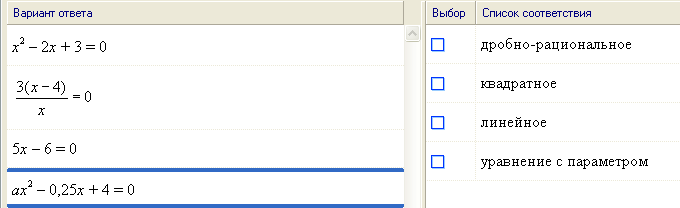 Вариант ответа
x² – 2x + 3 = 0
3(x – 4)
x
= 0
5x – 6 = 0
ax² – 0,25x + 4 = 0
Выбор Список соответствия
дробно-рациональное
квадратное
линейное
уравнение с параметром